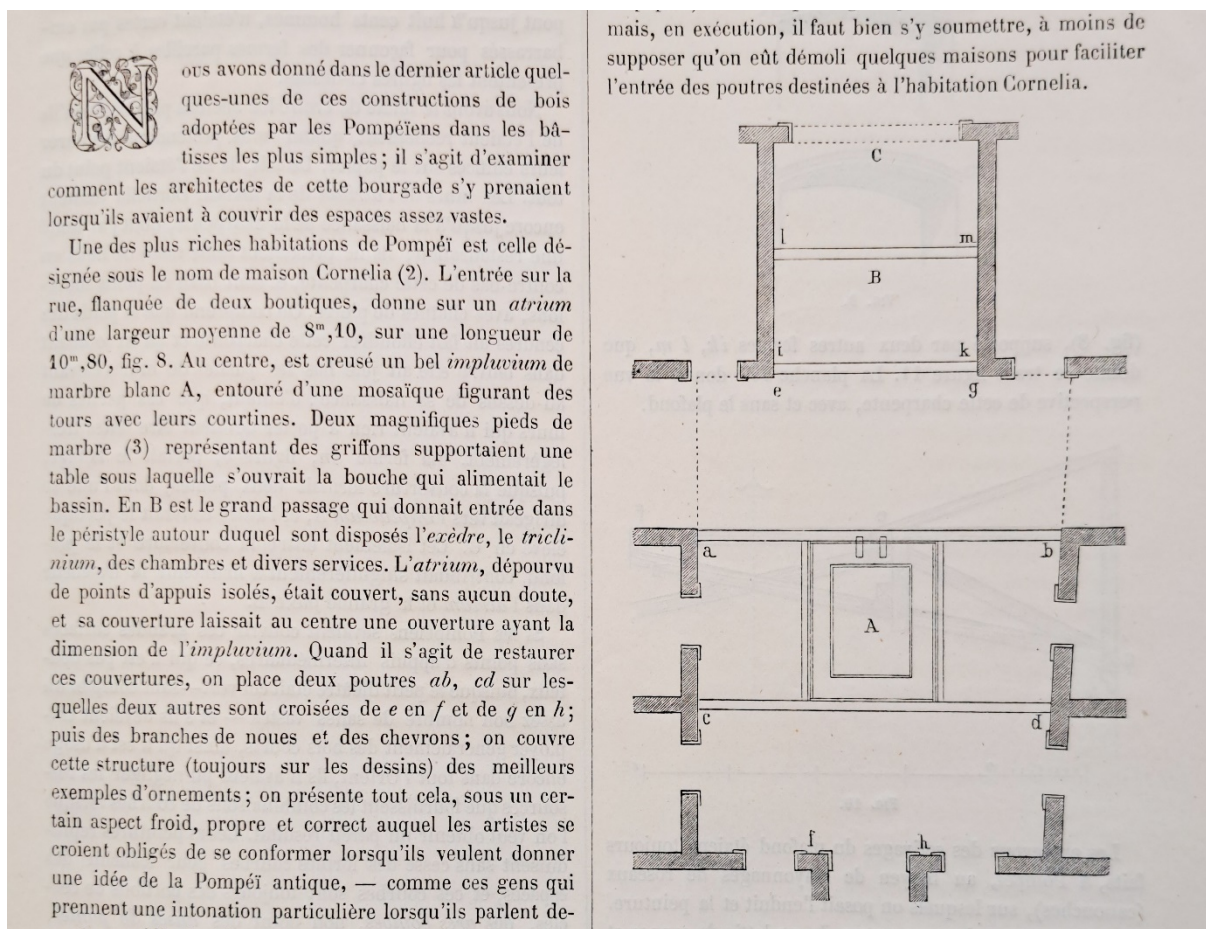 NOUS avons donné dans le dernier article quel-
ques-unes de ces constructions de bois
adoptées par les Pompéïens dans les bâ-
tisses les plus simples ; il s'agit d'examiner
comment les architectes de cette bourgade s'y prenaient
lorsqu'ils avaient à couvrir des espaces assez vastes.
Une des plus riches habitations de Pompéï est celle dé-
signée sous le nom de maison Cornelia (2). L'entrée sur la
rue, flanquée de deux boutiques, donne sur un atrium
d'une largeur moyenne de 8m,10, sur une longueur de
10m,80, fig. 8. Au centre, est creusé un bel impluvium de
marbre blanc A, entouré d'une mosaïque figurant des
tours avec leurs courtines. Deux magnifiques pieds de
marbre (3) représentant des griffons supportaient une
table sous laquelle s'ouvrait la bouche qui alimentait le
bassin. En B est le grand passage qui donnait entrée dans
le péristyle autour duquel sont disposés l'exèdre, le tricli-
nium, des chambres et divers services. L'atrium, dépourvu
de points d'appuis isolés, était couvert, sans aucun doute,
et sa couverture laissait au centre une ouverture ayant la
dimension de l'impluvium. Quand il s'agit de restaurer
ces couvertures, on place deux poutres ab, cd sur les-
quelles deux autres sont croisées de e en f et de g en h ;
puis des branches de noues et des chevrons ; on couvre
cette structure (toujours sur les dessins) des meilleurs
exemples d'ornements ; on présente tout cela, sous un cer-
tain aspect froid, propre et correct auquel les artistes se
croient obligés de se conformer lorsqu'ils veulent donner
une idée de la Pompéï antique, — comme ces gens qui
prennent une intonation particulière lorsqu'ils parlent de-
mais, en exécution, il faut bien s'y soumettre, à moins de
supposer qu'on eût démoli quelques maisons pour faciliter
l'entrée des poutres destinées à l'habitation Cornelia.
C
l m
B
i k
e g
a b
A
c d
f h